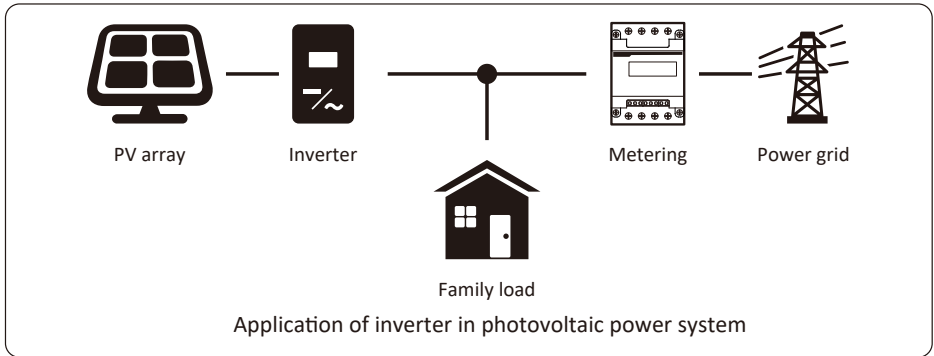 PV array
Inverter
Metering
Power grid
Family load
Application of inverter in photovoltaic power system